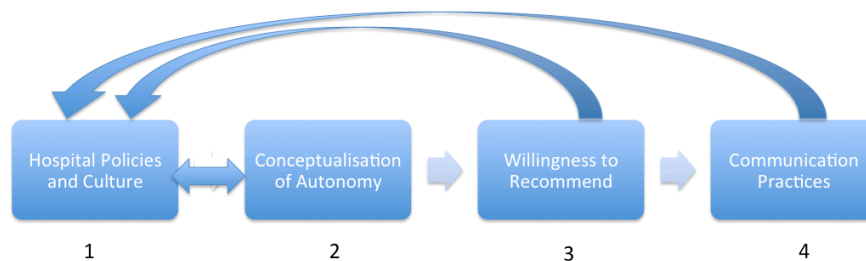 Hospital Policies
and Culture
Conceptualisation
of Autonomy
Willingness to
Recommend
Communication
Practices
1
2
3
4